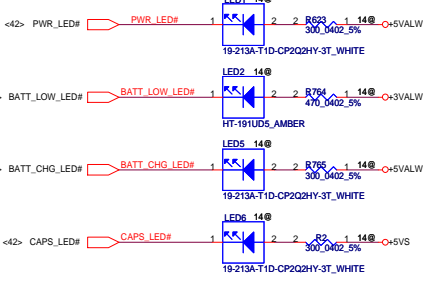 LED1 14@
<42> PWR_LED# PWR_LED# 1 2 2 R623 1 14@ +5VALW
300_0402_5%
19-213A-T1D-CP2Q2HY-3T_WHITE
LED2 14@
BATT_LOW_LED# BATT_LOW_LED# 1 2 2 R764 1 14@ +3VALW
470_0402_5%
HT-191UD5_AMBER
LED5 14@
BATT_CHG_LED# BATT_CHG_LED# 1 2 2 R765 1 14@ +5VALW
300_0402_5%
19-213A-T1D-CP2Q2HY-3T_WHITE
LED6 14@
<42> CAPS_LED# CAPS_LED# 1 2 2 R2 1 14@ +5VS
300_0402_5%
19-213A-T1D-CP2Q2HY-3T_WHITE